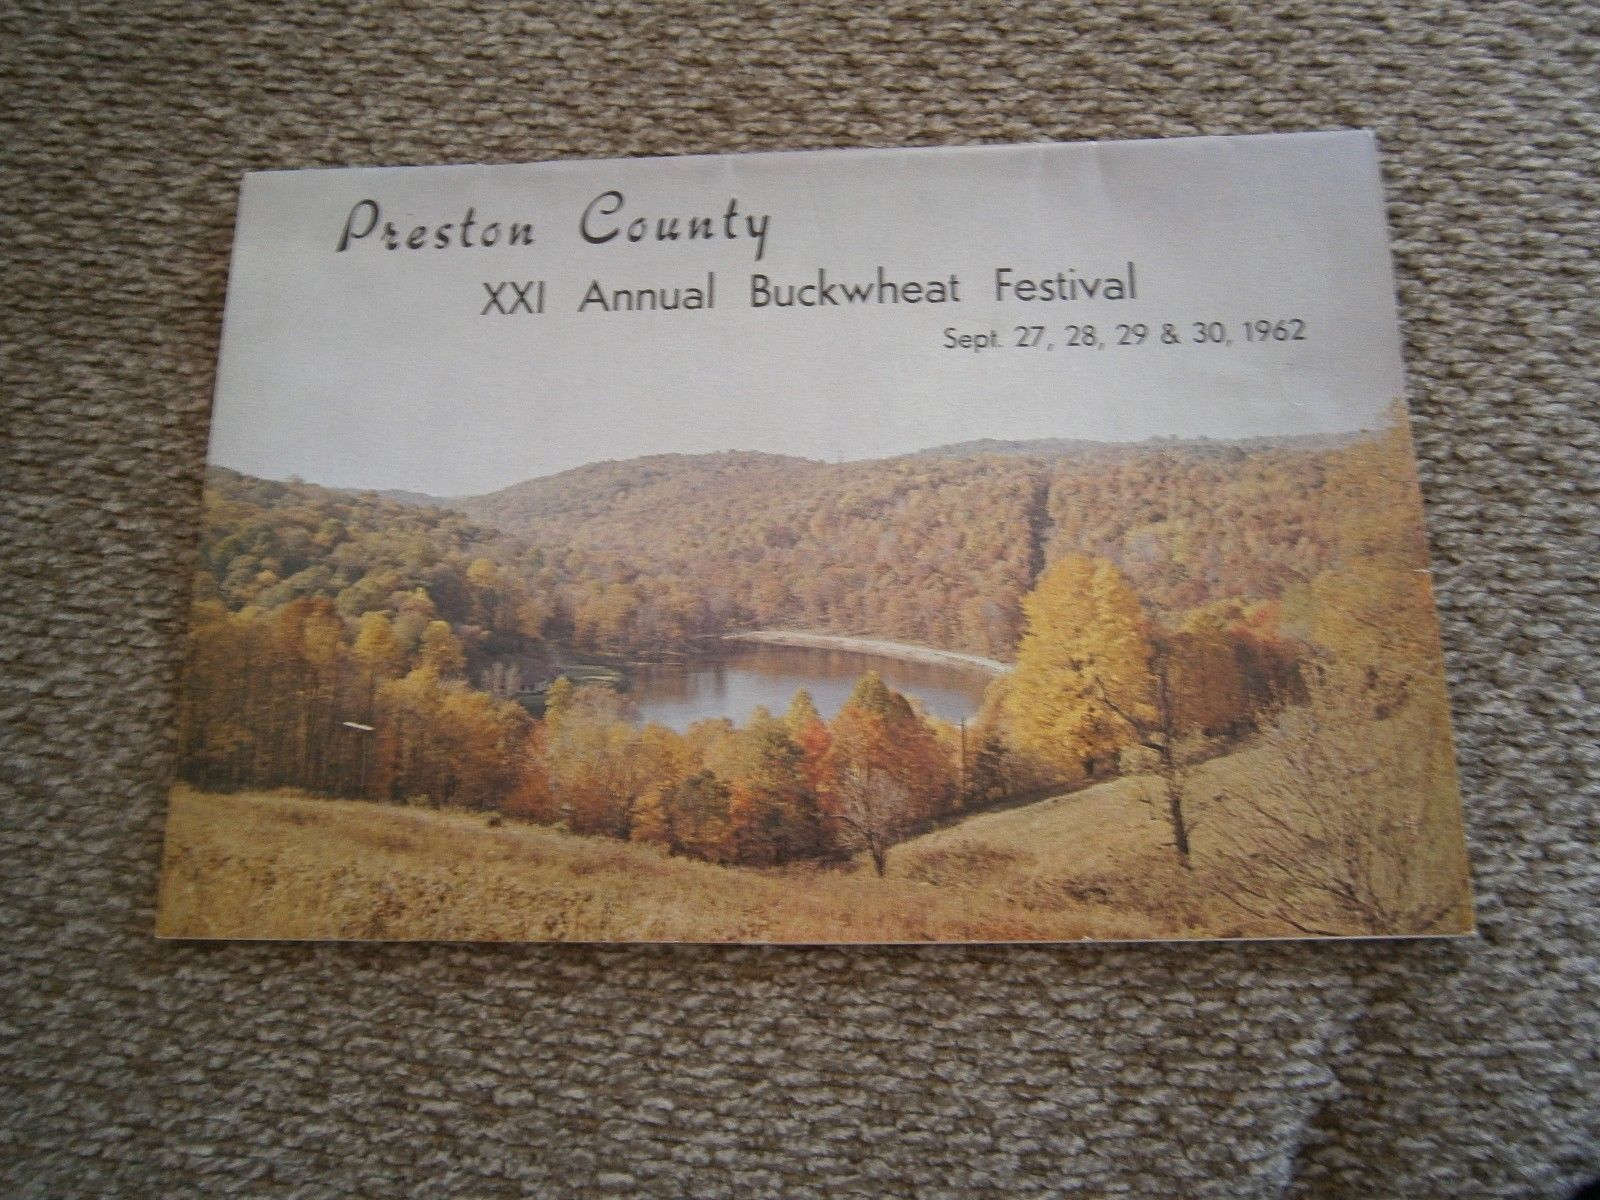 Preston County
XXI Annual Buckwheat Festival
Sept. 27, 28, 29 & 30, 1962